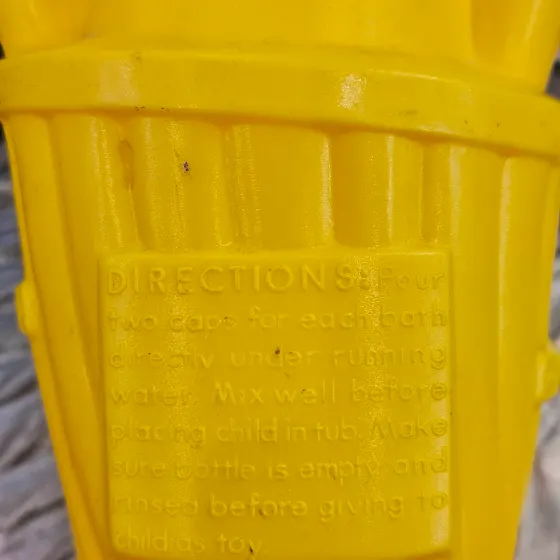 DIRECTIONS: Pour
two caps for each bath
directly under running
water. Mix well before
placing child in tub. Make
sure bottle is empty and
rinsed before giving to
child as toy.